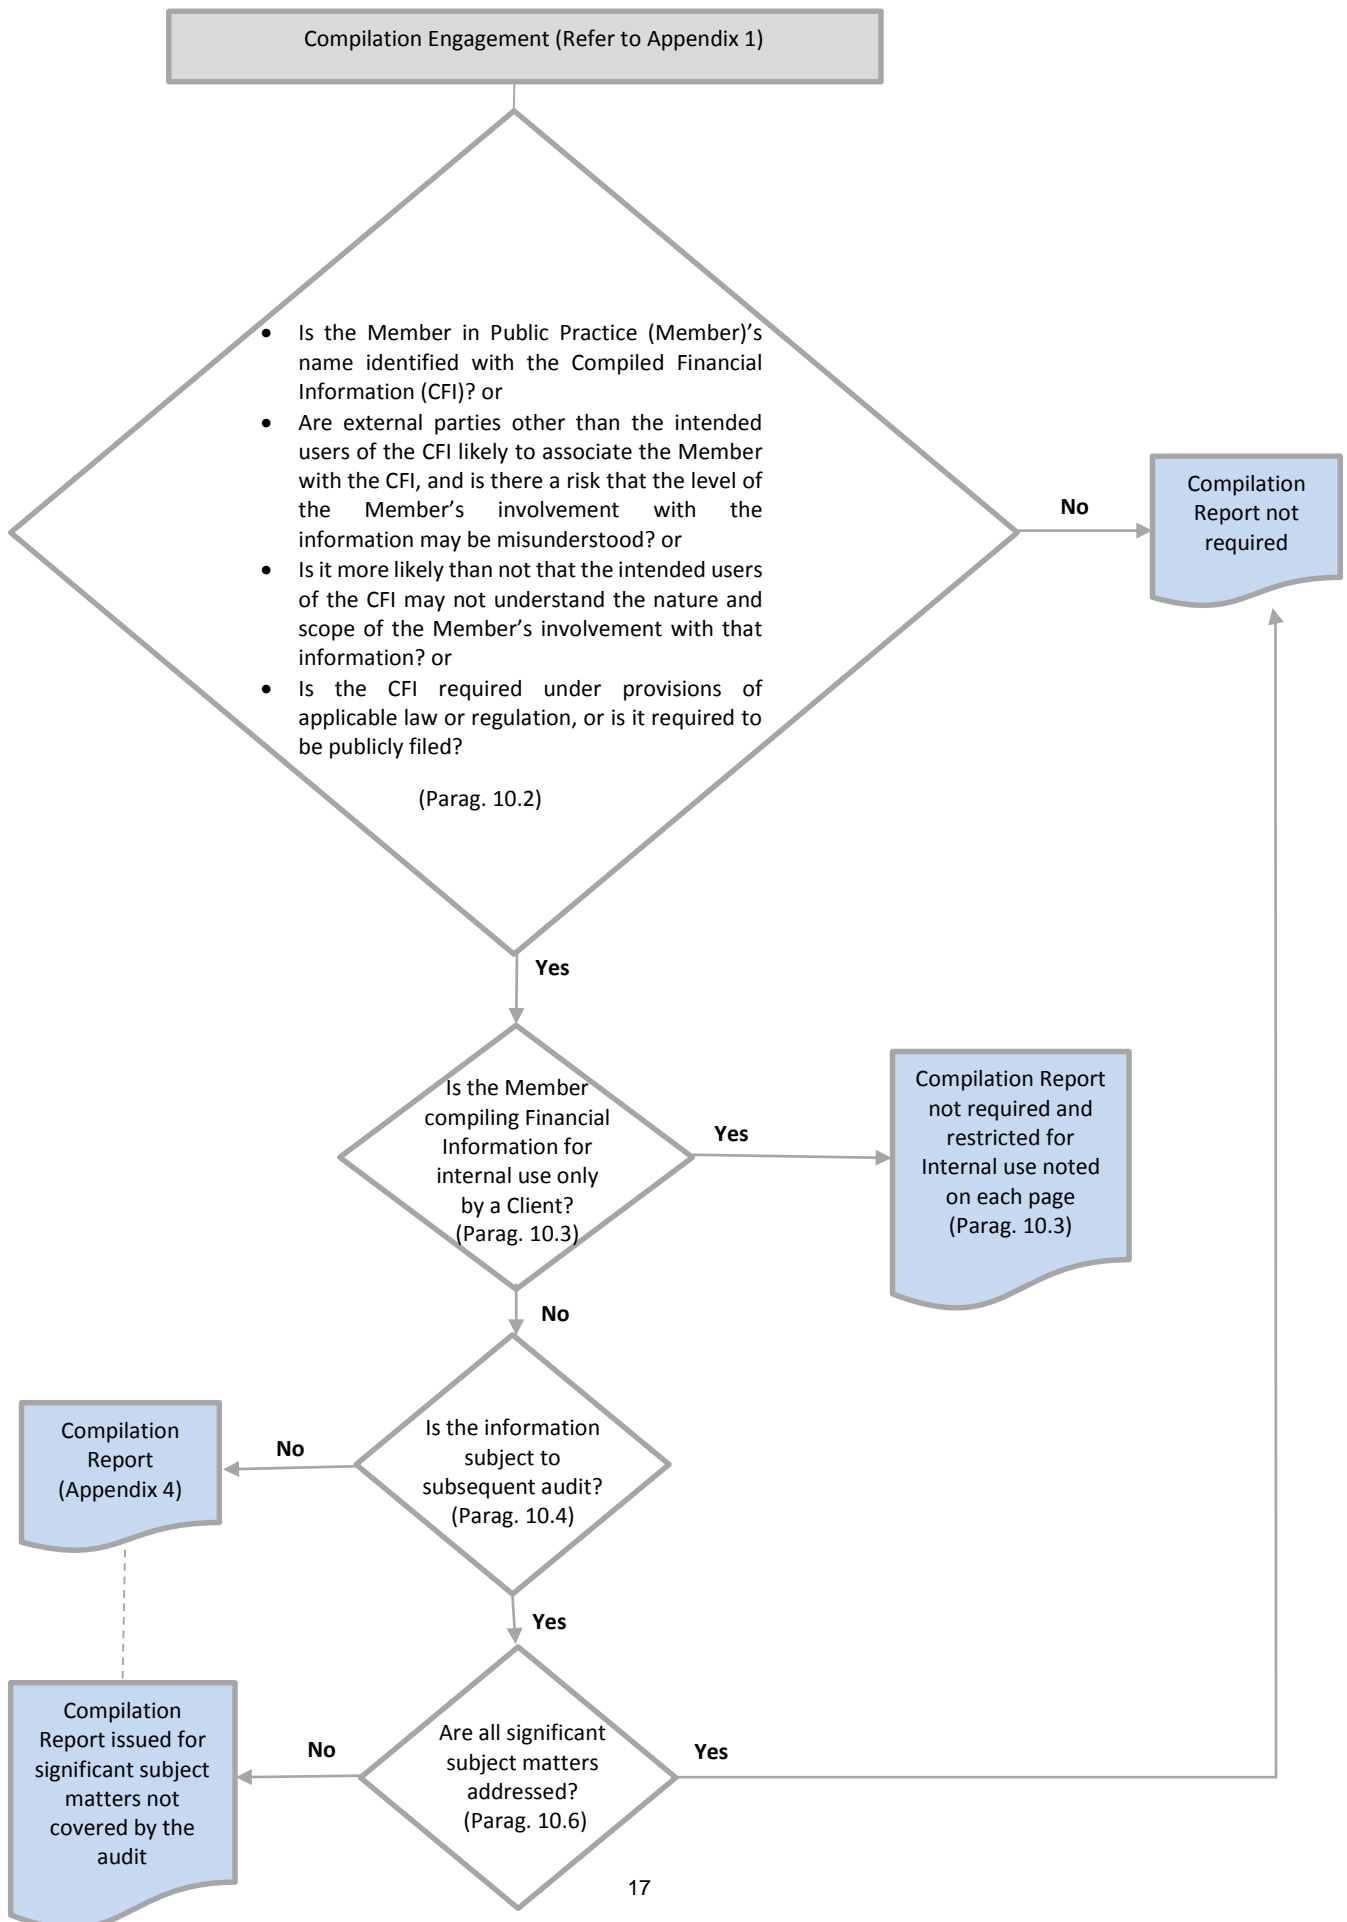 Compilation Engagement (Refer to Appendix 1)
• Is the Member in Public Practice (Member)’s
name identified with the Compiled Financial
Information (CFI)? or
• Are external parties other than the intended
users of the CFI likely to associate the Member
with the CFI, and is there a risk that the level of
the Member’s involvement with the
information may be misunderstood? or
• Is it more likely than not that the intended users
of the CFI may not understand the nature and
scope of the Member’s involvement with that
information? or
• Is the CFI required under provisions of
applicable law or regulation, or is it required to
be publicly filed?
(Parag. 10.2)
No
Compilation
Report not
required
Yes
Is the Member
compiling Financial
Information for
internal use only
by a Client?
(Parag. 10.3)
Yes
Compilation Report
not required and
restricted for
Internal use noted
on each page
(Parag. 10.3)
No
Is the information
subject to
subsequent audit?
(Parag. 10.4)
No
Compilation
Report
(Appendix 4)
Yes
Are all significant
subject matters
addressed?
(Parag. 10.6)
No
Compilation
Report issued for
significant subject
matters not
covered by the
audit
Yes
17